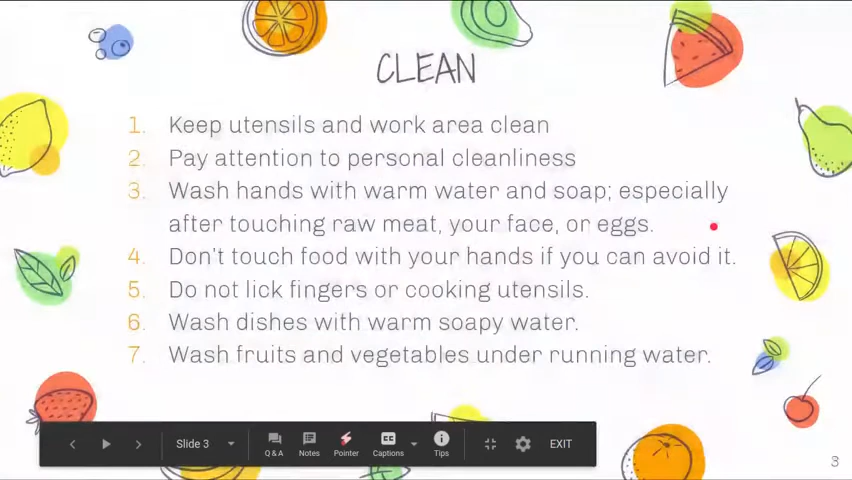 CLEAN
1. Keep utensils and work area clean
2. Pay attention to personal cleanliness
3. Wash hands with warm water and soap; especially
after touching raw meat, your face, or eggs.
4. Don't touch food with your hands if you can avoid it.
5. Do not lick fingers or cooking utensils.
6. Wash dishes with warm soapy water.
7. Wash fruits and vegetables under running water.
Slide 3
Q & A
Notes
Pointer
CC
Captions
Tips
EXIT
3